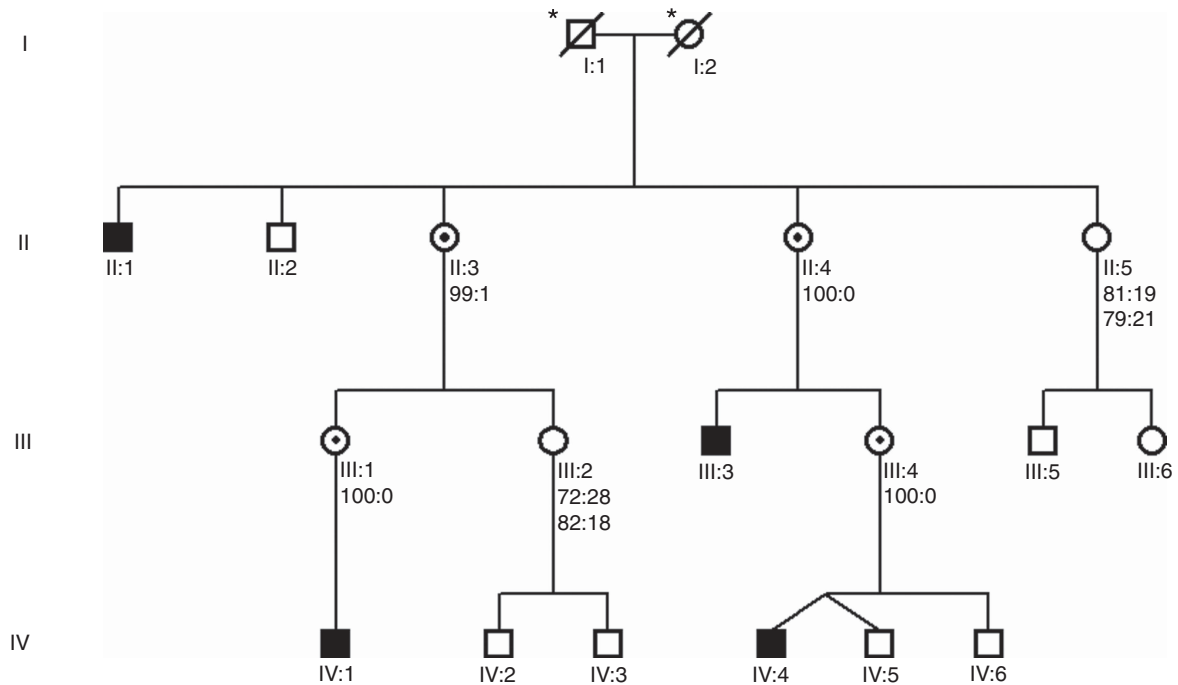 * *
I
I:1 I:2
II
II:1 II:2 II:3 II:4 II:5
99:1 100:0 81:19
79:21
III
III:1 III:2 III:3 III:4 III:5 III:6
100:0 72:28 100:0
82:18
IV
IV:1 IV:2 IV:3 IV:4 IV:5 IV:6